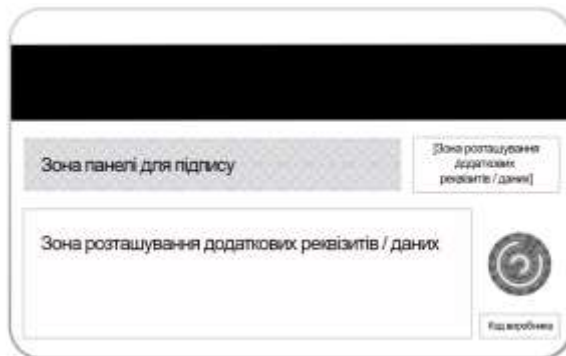 Зона панелі для підпису
[Зона розташування
додаткових
реквізитів / даних]
Зона розташування додаткових реквізитів / даних
Код виробника